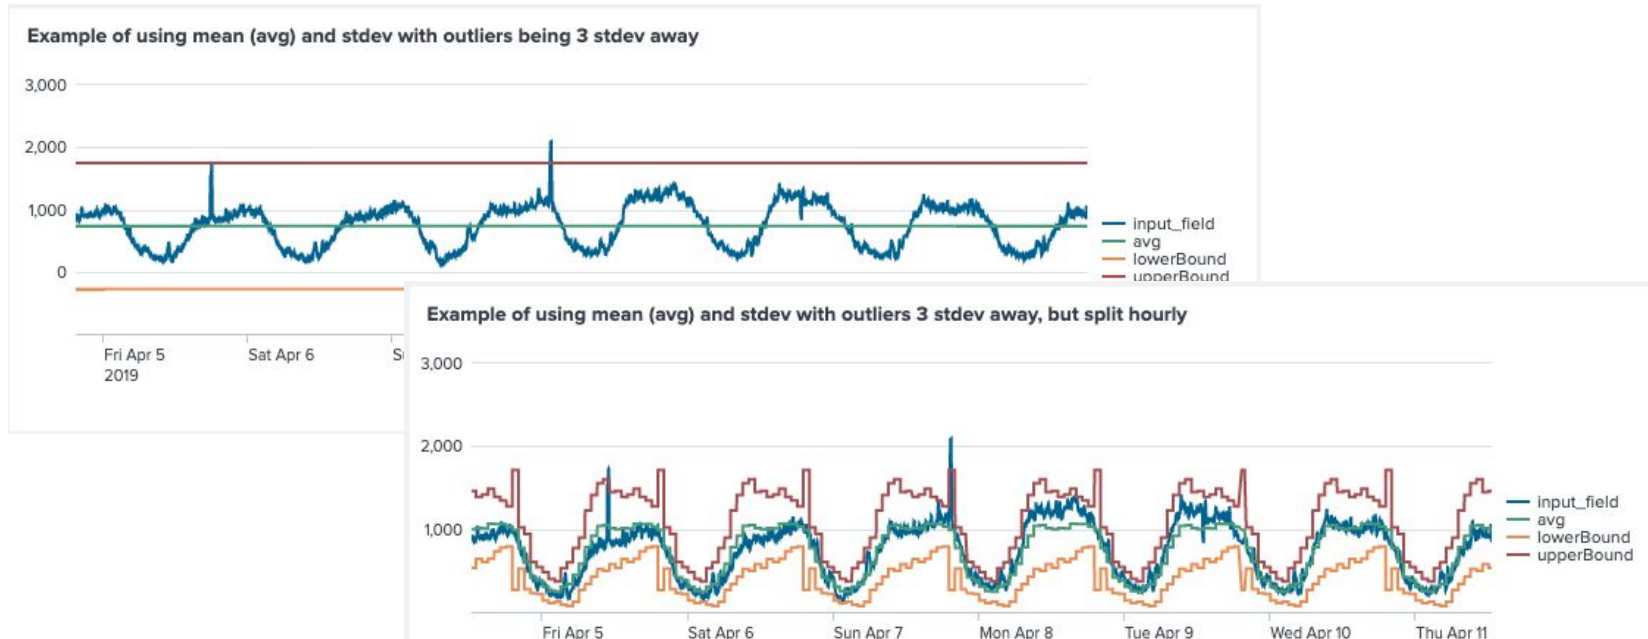 Example of using mean (avg) and stdev with outliers being 3 stdev away
3,000
2,000
1,000
0
input_field
avg
lowerBound
upperBound
Fri Apr 5
2019
Sat Apr 6
Example of using mean (avg) and stdev with outliers 3 stdev away, but split hourly
3,000
2,000
1,000
input_field
avg
lowerBound
upperBound
Fri Apr 5
Sat Apr 6
Sun Apr 7
Mon Apr 8
Tue Apr 9
Wed Apr 10
Thu Apr 11